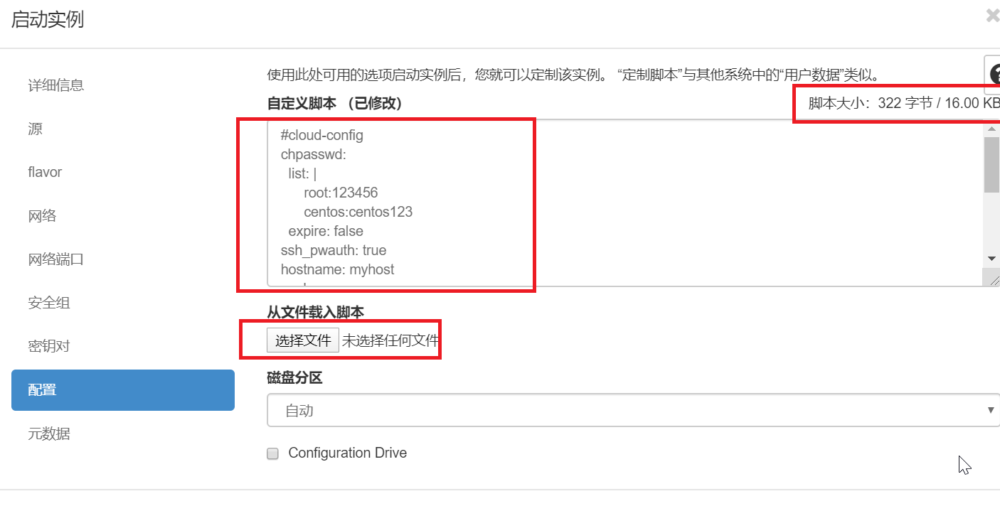 启动实例
详细信息
源
flavor
网络
网络端口
安全组
密钥对
配置
元数据
使用此处可用的选项启动实例后，您就可以定制该实例。 “定制脚本”与其他系统中的“用户数据”类似。
自定义脚本 （已修改）
脚本大小：322 字节 / 16.00 KB
#cloud-config
chpasswd:
list: |
root:123456
centos:centos123
expire: false
ssh_pwauth: true
hostname: myhost
从文件载入脚本
选择文件 未选择任何文件
磁盘分区
自动
Configuration Drive